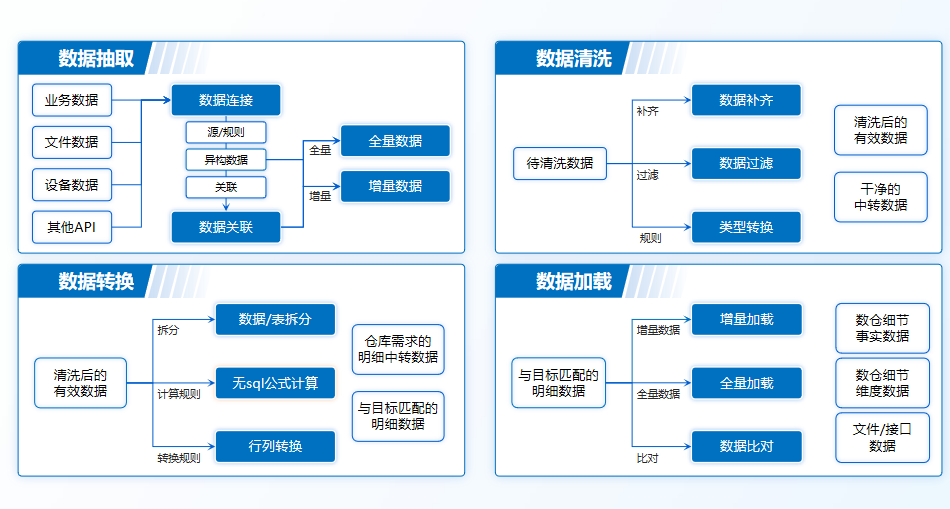 数据抽取
业务数据
文件数据
设备数据
其他API
数据连接
源/规则
异构数据
关联
数据关联
全量
增量
全量数据
增量数据
数据清洗
待清洗数据
补齐
过滤
规则
数据补齐
数据过滤
类型转换
清洗后的
有效数据
干净的
中转数据
数据转换
清洗后的
有效数据
拆分
计算规则
转换规则
数据/表拆分
无sql公式计算
行列转换
仓库需求的
明细中转数据
与目标匹配的
明细数据
数据加载
与目标匹配的
明细数据
增量数据
全量数据
比对
增量加载
全量加载
数据比对
数仓细节
事实数据
数仓细节
维度数据
文件/接口
数据